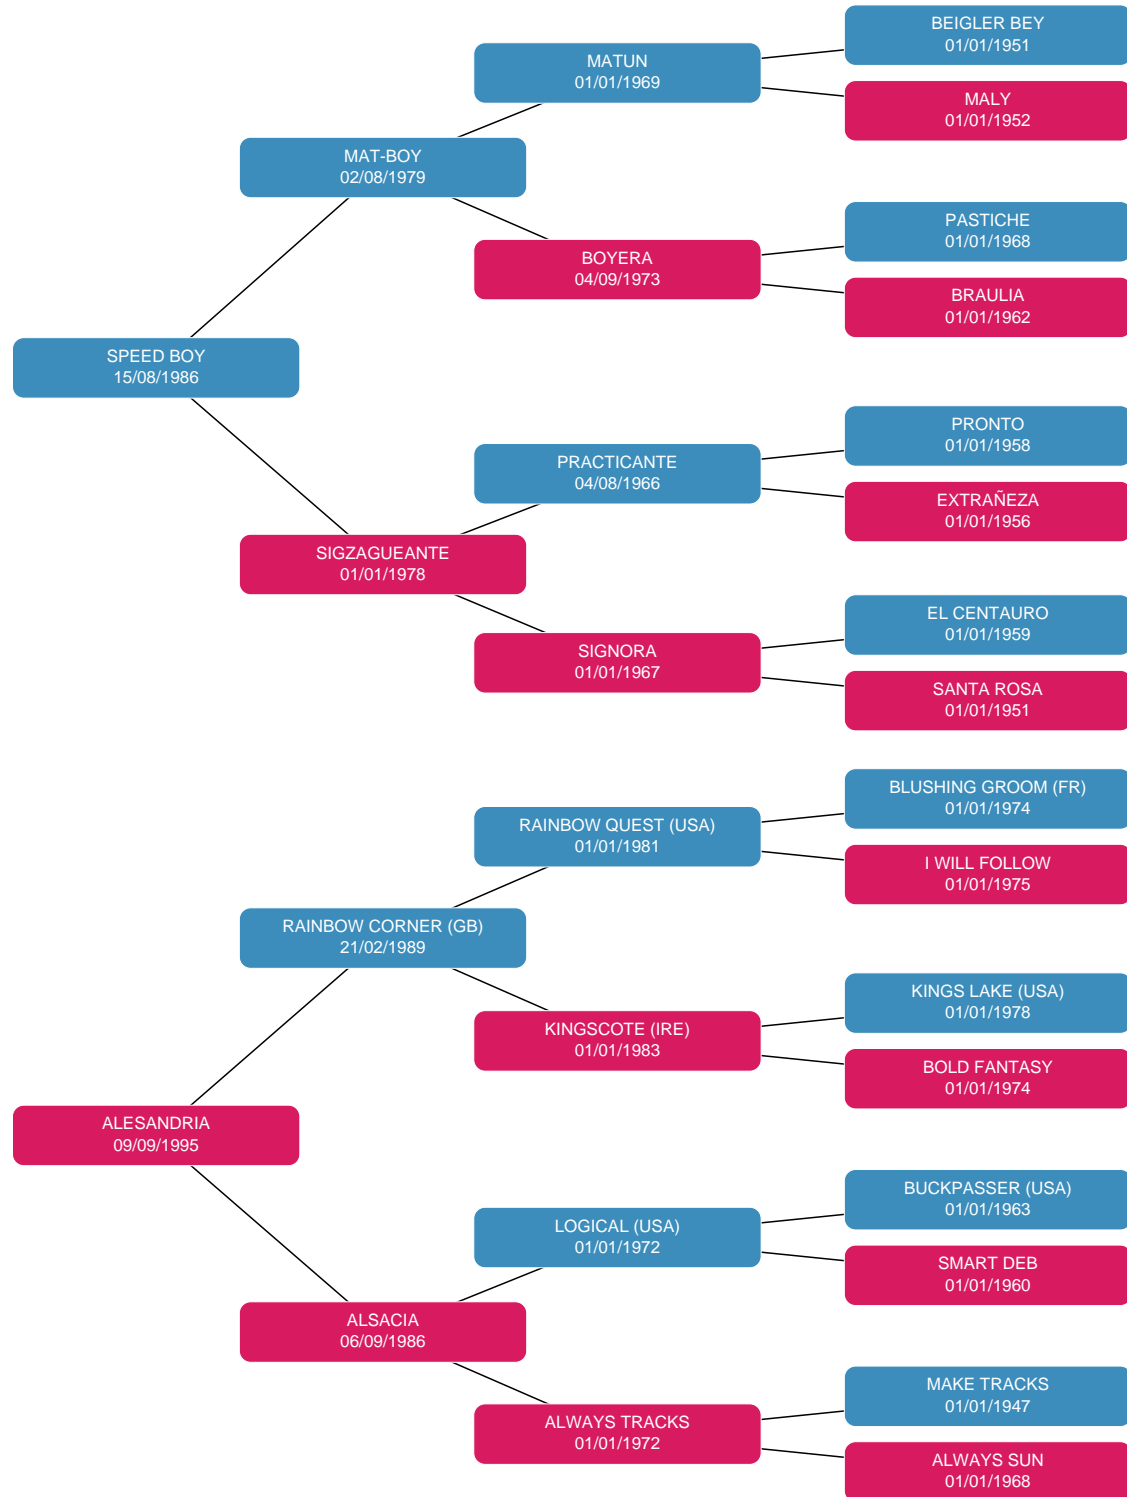 BEIGLER BEY
01/01/1951
MATUN
01/01/1969
MALY
01/01/1952
MAT-BOY
02/08/1979
PASTICHE
01/01/1968
BOYERA
04/09/1973
BRAULIA
01/01/1962
SPEED BOY
15/08/1986
PRONTO
01/01/1958
PRACTICANTE
04/08/1966
EXTRAÑEZA
01/01/1956
SIGZAGUEANTE
01/01/1978
EL CENTAURO
01/01/1959
SIGNORA
01/01/1967
SANTA ROSA
01/01/1951
BLUSHING GROOM (FR)
01/01/1974
RAINBOW QUEST (USA)
01/01/1981
I WILL FOLLOW
01/01/1975
RAINBOW CORNER (GB)
21/02/1989
KINGS LAKE (USA)
01/01/1978
KINGSCOTE (IRE)
01/01/1983
BOLD FANTASY
01/01/1974
ALESANDRIA
09/09/1995
BUCKPASSER (USA)
01/01/1963
LOGICAL (USA)
01/01/1972
SMART DEB
01/01/1960
ALSACIA
06/09/1986
MAKE TRACKS
01/01/1947
ALWAYS TRACKS
01/01/1972
ALWAYS SUN
01/01/1968